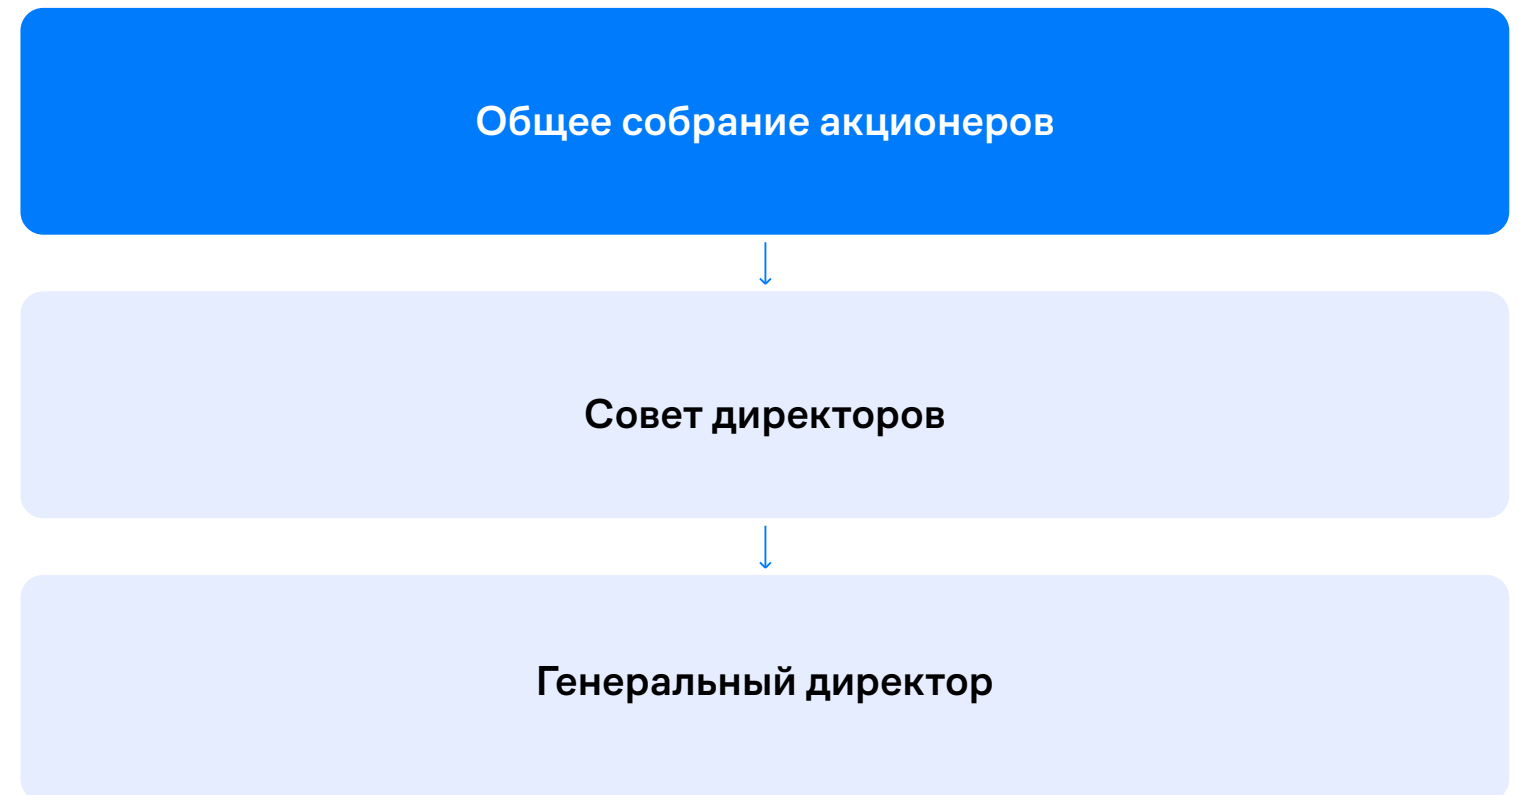 Общее собрание акционеров
Совет директоров
Генеральный директор